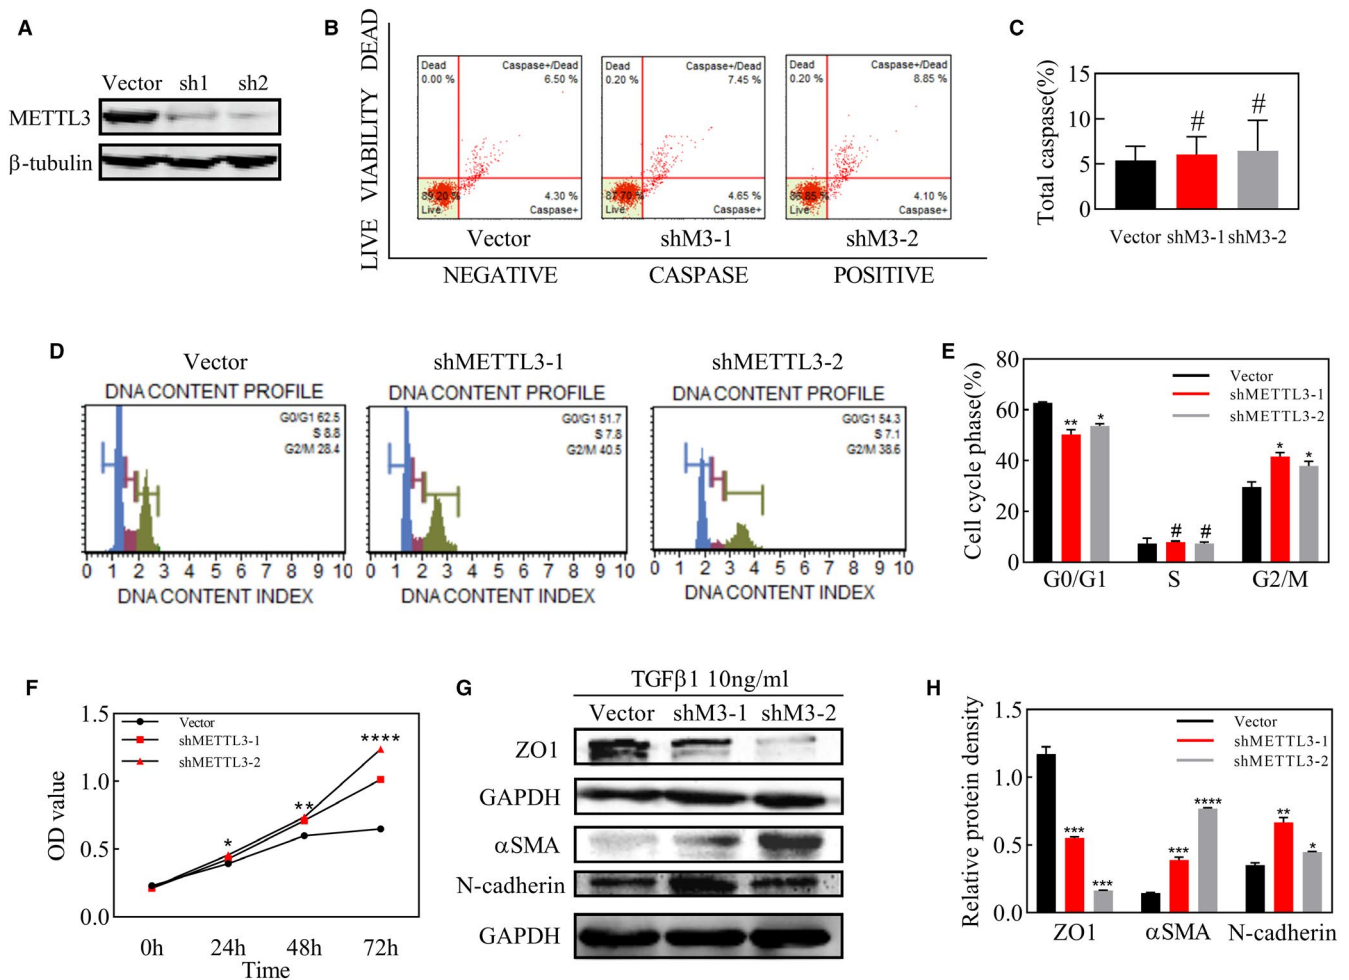 A
Vector sh1 sh2
METTL3
β-tubulin
B
LIVE VIABILITY DEAD
Dead Caspase+/Dead
0.00 % 6.50 %
89.20 % 4.30 %
Live Caspase+
Vector
Dead Caspase+/Dead
0.20 % 7.45 %
87.70 % 4.65 %
Live Caspase+
shM3-1
Dead Caspase+/Dead
0.20 % 8.85 %
86.85 % 4.10 %
Live Caspase+
shM3-2
NEGATIVE CASPASE POSITIVE
C
Total caspase(%)
15
10
5
0
# #
Vector shM3-1 shM3-2
D
Vector
DNA CONTENT PROFILE
G0/G1 62.5
S 8.8
G2/M 28.4
0 1 2 3 4 5 6 7 8 9 10
DNA CONTENT INDEX
shMETTL3-1
DNA CONTENT PROFILE
G0/G1 51.7
S 7.8
G2/M 40.5
0 1 2 3 4 5 6 7 8 9 10
DNA CONTENT INDEX
shMETTL3-2
DNA CONTENT PROFILE
G0/G1 54.3
S 7.1
G2/M 38.6
0 1 2 3 4 5 6 7 8 9 10
DNA CONTENT INDEX
E
Cell cycle phase(%)
80
60
40
20
0
Vector
shMETTL3-1
shMETTL3-2
** * # # * *
G0/G1 S G2/M
F
OD value
1.5
1.0
0.5
0.0
Vector
shMETTL3-1
shMETTL3-2
* ** ****
0h 24h 48h 72h
Time
G
TGFβ1 10ng/ml
Vector shM3-1 shM3-2
ZO1
GAPDH
αSMA
N-cadherin
GAPDH
H
Relative protein density
1.5
1.0
0.5
0.0
Vector
shMETTL3-1
shMETTL3-2
*** *** *** **** ** *
ZO1 αSMA N-cadherin